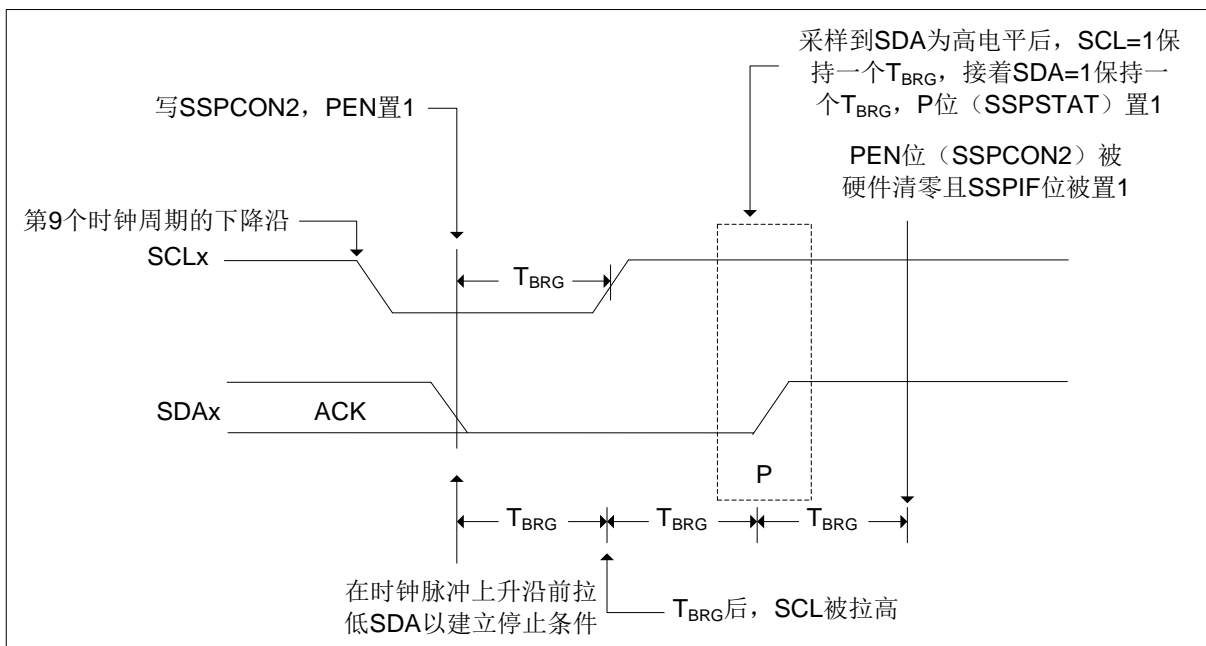 采样到SDA为高电平后，SCL=1保
持一个TBRG，接着SDA=1保持一
个TBRG，P位（SSPSTAT）置1
写SSPCON2，PEN置1
PEN位（SSPCON2）被
硬件清零且SSPIF位被置1
第9个时钟周期的下降沿
SCLx
TBRG
SDAx
ACK
P
TBRG
TBRG
TBRG
在时钟脉冲上升沿前拉
低SDA以建立停止条件
TBRG后，SCL被拉高